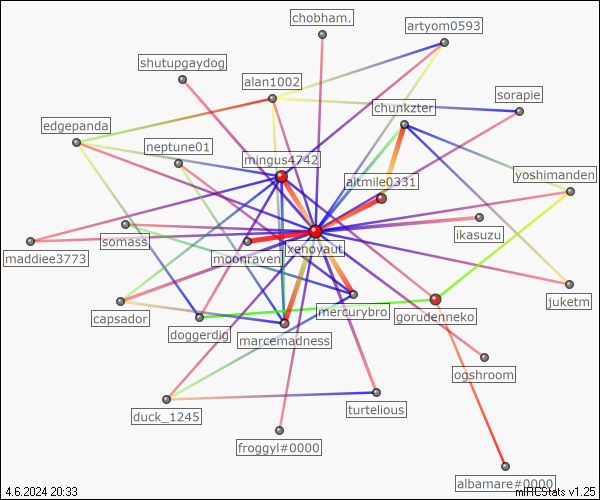 chobham.
artyom0593
shutupgaydog
alan1002
sorapie
chunkzter
edgepanda
neptune01
mingus4742
aitmile0331
yoshimanden
ikasuzu
somass
xenoyaut
maddiee3773
moonraven
juketm
capsador
mercurybro
gorudenneko
doggerdig
marcemadness
ogshroom
duck_1245
turtelious
froggyl#0000
albamare#0000
4.6.2024 20:33
mIRCStats v1.25